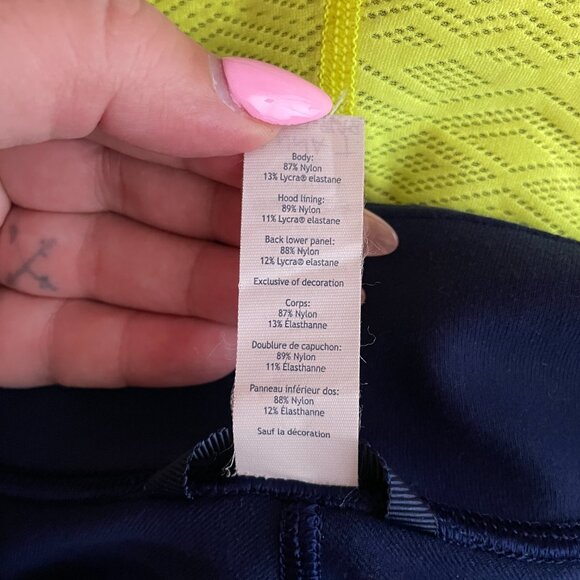 Body:
87% Nylon
13% Lycra® elastane
Hood lining:
89% Nylon
11% Lycra® elastane
Back lower panel:
88% Nylon
12% Lycra® elastane
Exclusive of decoration
Corps:
87% Nylon
13% Élasthanne
Doublure de capuchon:
89% Nylon
11% Élasthanne
Panneau inférieur dos:
88% Nylon
12% Élasthanne
Sauf la décoration